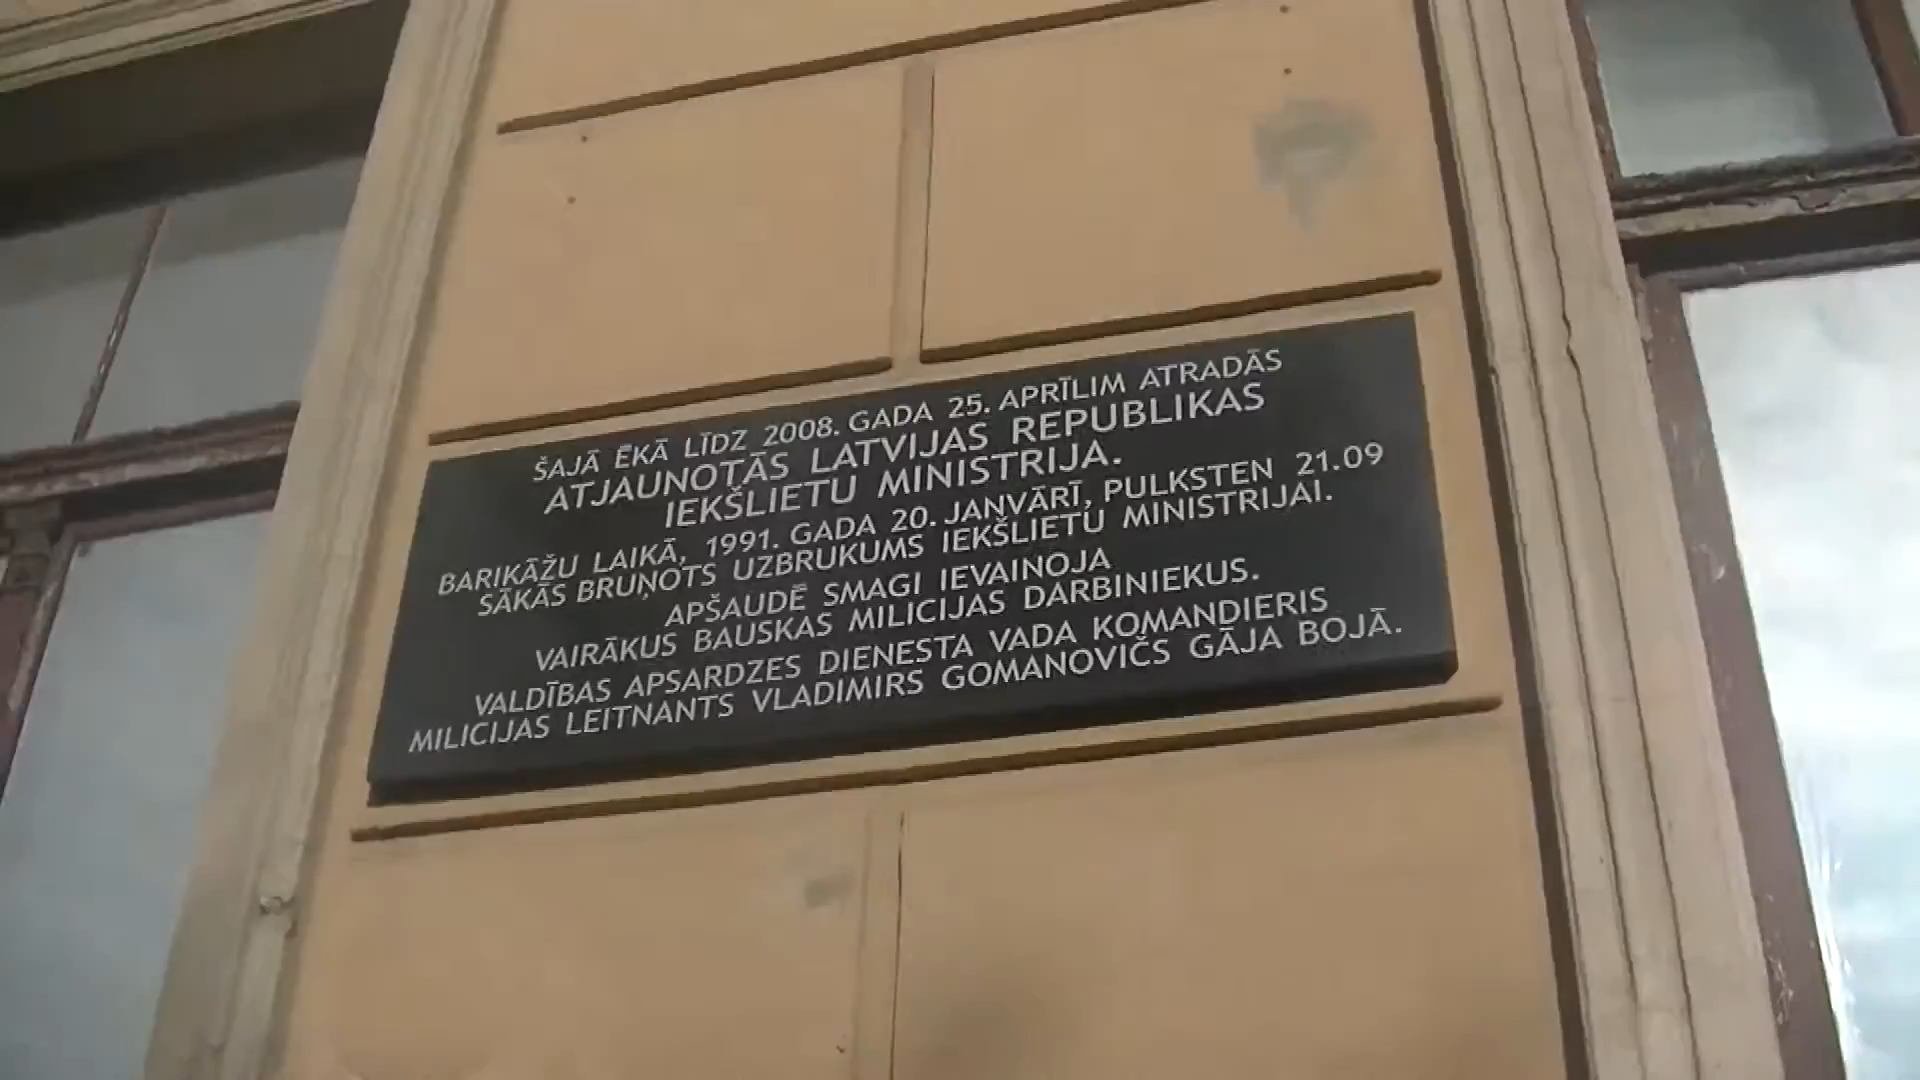 ŠAJĀ ĒKĀ LĪDZ 2008. GADA 25. APRĪLIM ATRADĀS
ATJAUNOTĀS LATVIJAS REPUBLIKAS
IEKŠLIETU MINISTRIJA.
BARIKĀŽU LAIKĀ, 1991. GADA 20. JANVĀRĪ, PULKSTEN 21.09
SĀKĀS BRUŅOTS UZBRUKUMS IEKŠLIETU MINISTRIJAI.
APŠAUDĒ SMAGI IEVAINOJA
VAIRĀKUS BAUSKAS MILICIJAS DARBINIEKUS.
VALDĪBAS APSARDZES DIENESTA VADA KOMANDIERIS
MILICIJAS LEITNANTS VLADIMIRS GOMANOVIČS GĀJA BOJĀ.